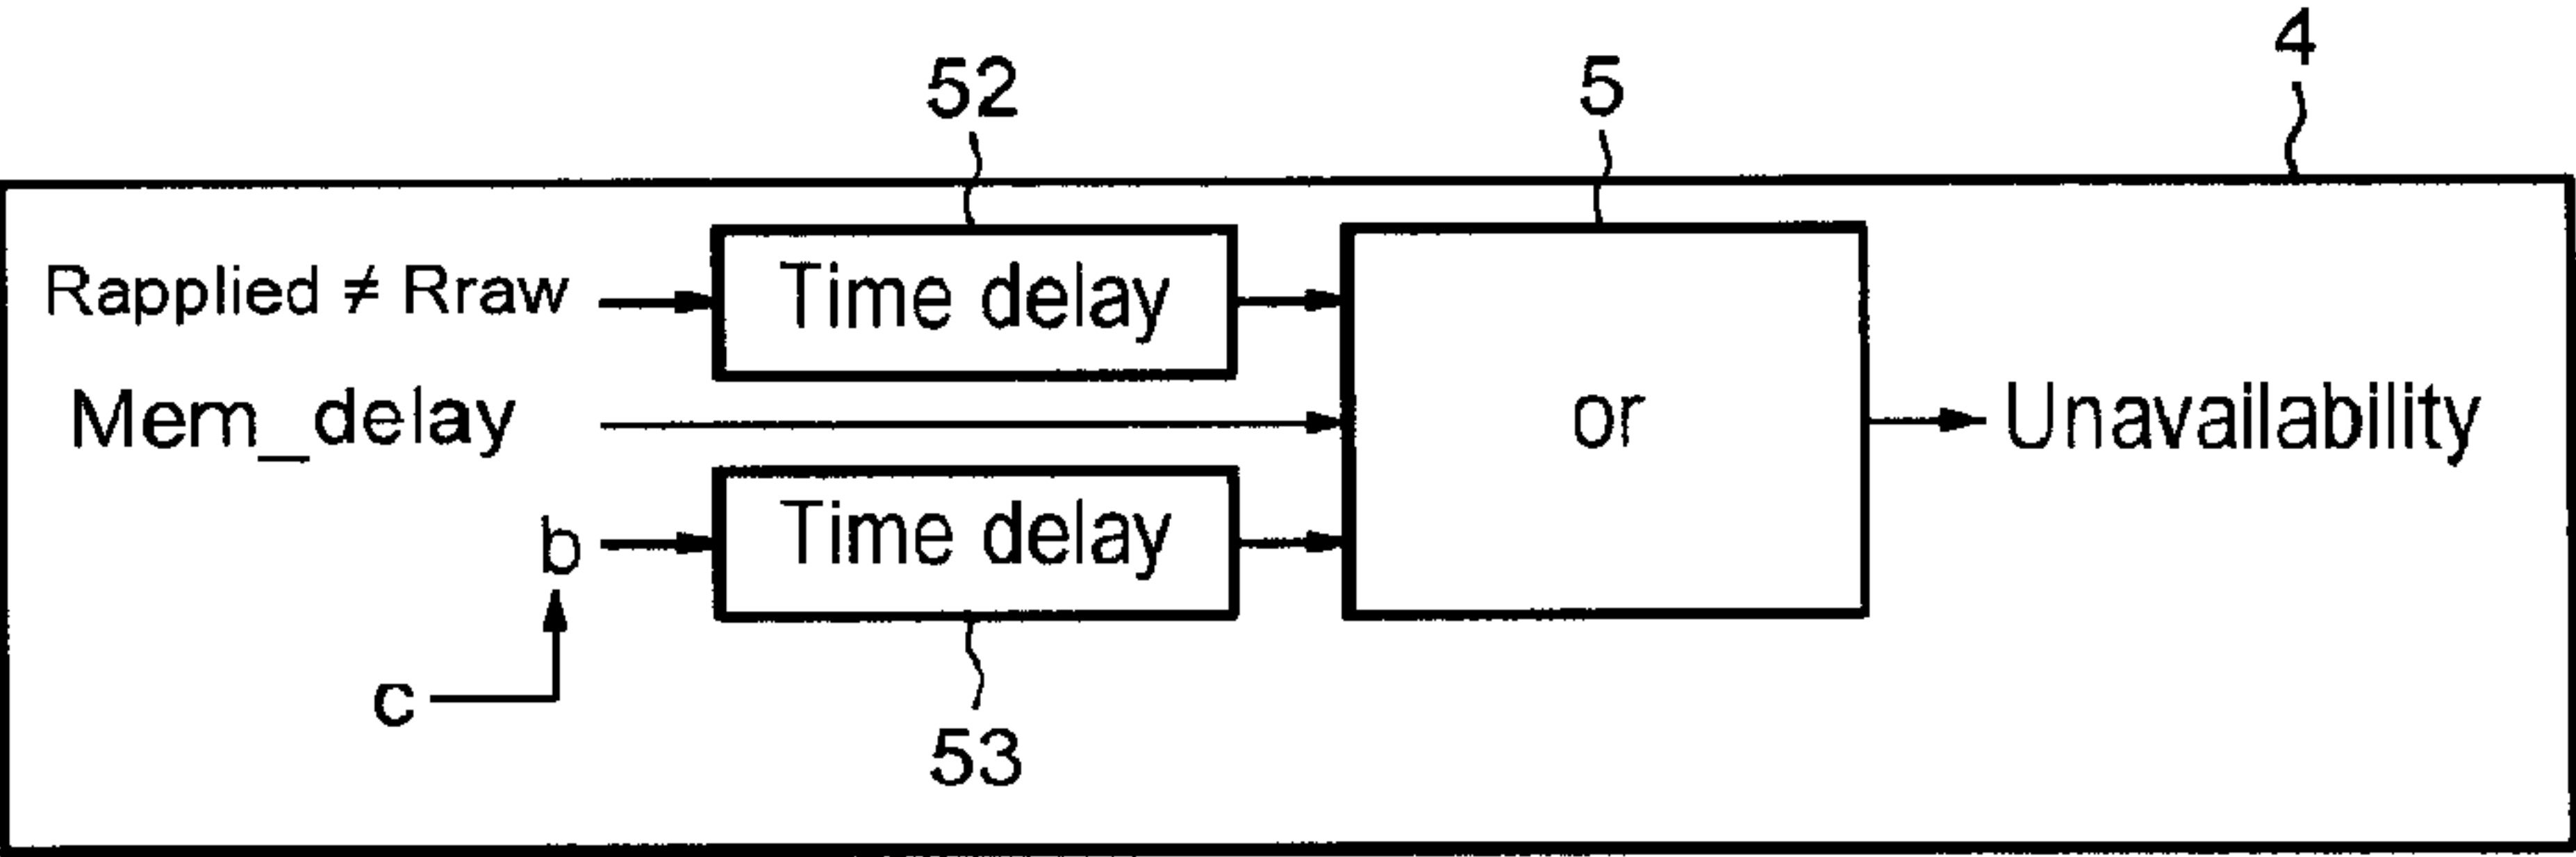 4
52
5
Rapplied ≠ Rraw
Time delay
Mem_delay
or
Unavailability
b
Time delay
c
53